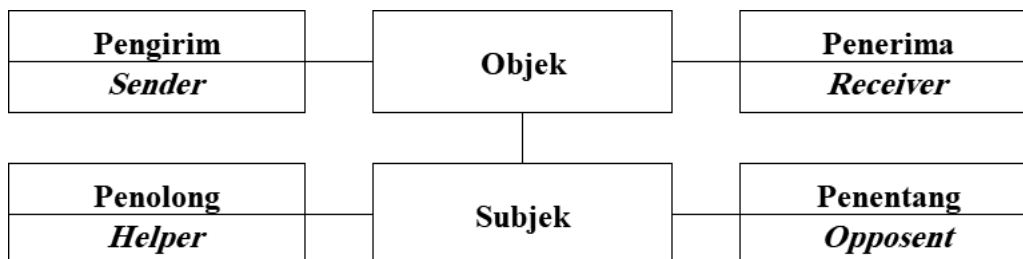 Pengirim
Sender
Objek
Penerima
Receiver
Penolong
Helper
Subjek
Penentang
Opposent